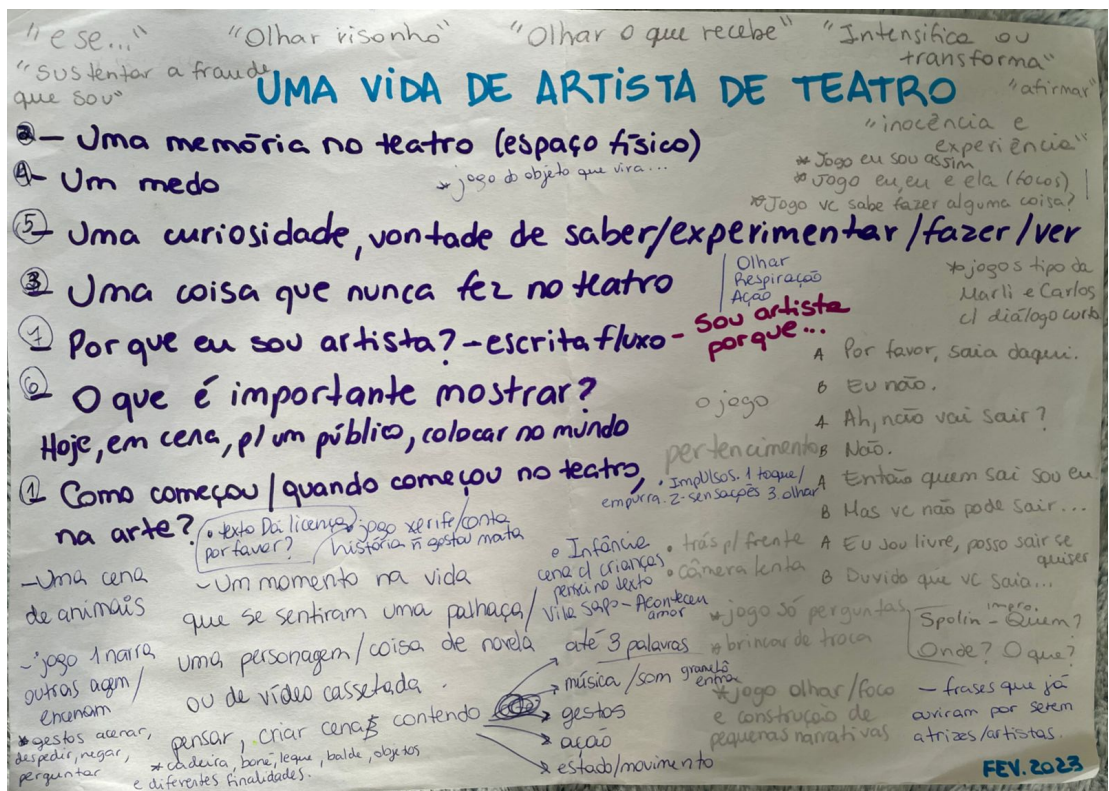 "e se..." "Olhar risonho" "Olhar o que recebe" "Intensifica ou
transforma"
"Sustentar a fraude
que sou"
UMA VIDA DE ARTISTA DE TEATRO
"afirmar"
"inocência e
experiência"
- Uma memória no teatro (espaço físico)
* Jogo eu sou assim
* Jogo eu, eu e ela (focos)
* Jogo vc sabe fazer alguma coisa?
4- Um medo
* jogo do objeto que vira...
5- Uma curiosidade, vontade de saber/experimentar/fazer/ver
3 Uma coisa que nunca fez no teatro
Olhar
Respiração
Ação
* jogos tipo da
Marli e Carlos
c/ diálogo curto
7 Por que eu sou artista? - escrita fluxo - Sou artista
porque...
6 O que é importante mostrar?
Hoje, em cena, p/ um público, colocar no mundo
o jogo
pertencimento
A Por favor, saia daqui.
B Eu não.
A Ah, não vai sair?
B Não.
A Então quem sai sou eu
B Mas vc não pode sair...
A Eu sou livre, posso sair se
quiser
B Duvido que vc saia...
1 Como começou/quando começou no teatro,
na arte?
• Impulsos. 1 toque/
empurra. 2-sensações 3. olhar
• texto Dá licença,
por favor?
jogo xerife/conta
história ñ gostou mata
• Infância
cena c/ crianças
pensa no texto
Vila Sapo - Aconteceu
amor
• trás p/ frente
• câmera lenta
* jogo só perguntas
* brincar de troca
Spolin - impro. Quem?
Onde? O que?
- Uma cena
de animais
- Um momento na vida
que se sentiram uma palhaça/
uma personagem/coisa de novela
ou de vídeo cassetada.
- jogo 1 narra
outras agem/
encenam
* gestos acenar,
despedir, negar,
perguntar
pensar, criar cenas contendo
até 3 palavras
música/som
gestos
ação
estado/movimento
* cadeira, boné, leque, balde, objetos
e diferentes finalidades.
* jogo olhar/foco
e construção de
pequenas narrativas
- frases que já
ouviram por serem
atrizes/artistas.
FEV. 2023